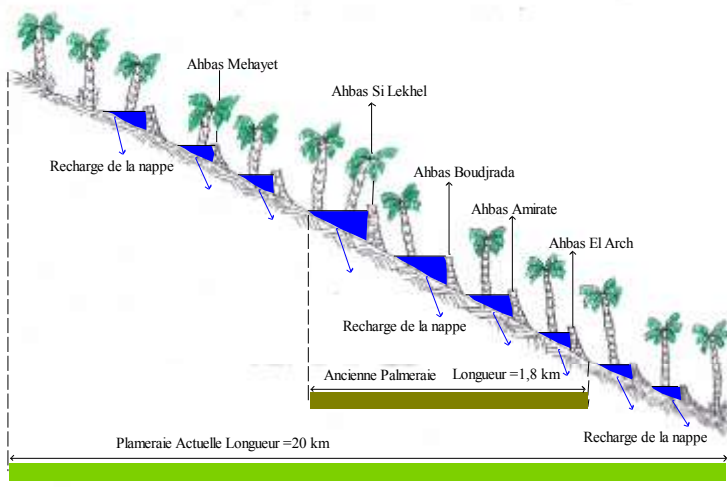 Ahbas Mehayet
Ahbas Si Lekhel
Recharge de la nappe
Ahbas Boudjrada
Ahbas Amirate
Ahbas El Arch
Recharge de la nappe
Ancienne Palmeraie Longueur =1,8 km
Recharge de la nappe
Plameraie Actuelle Longueur =20 km